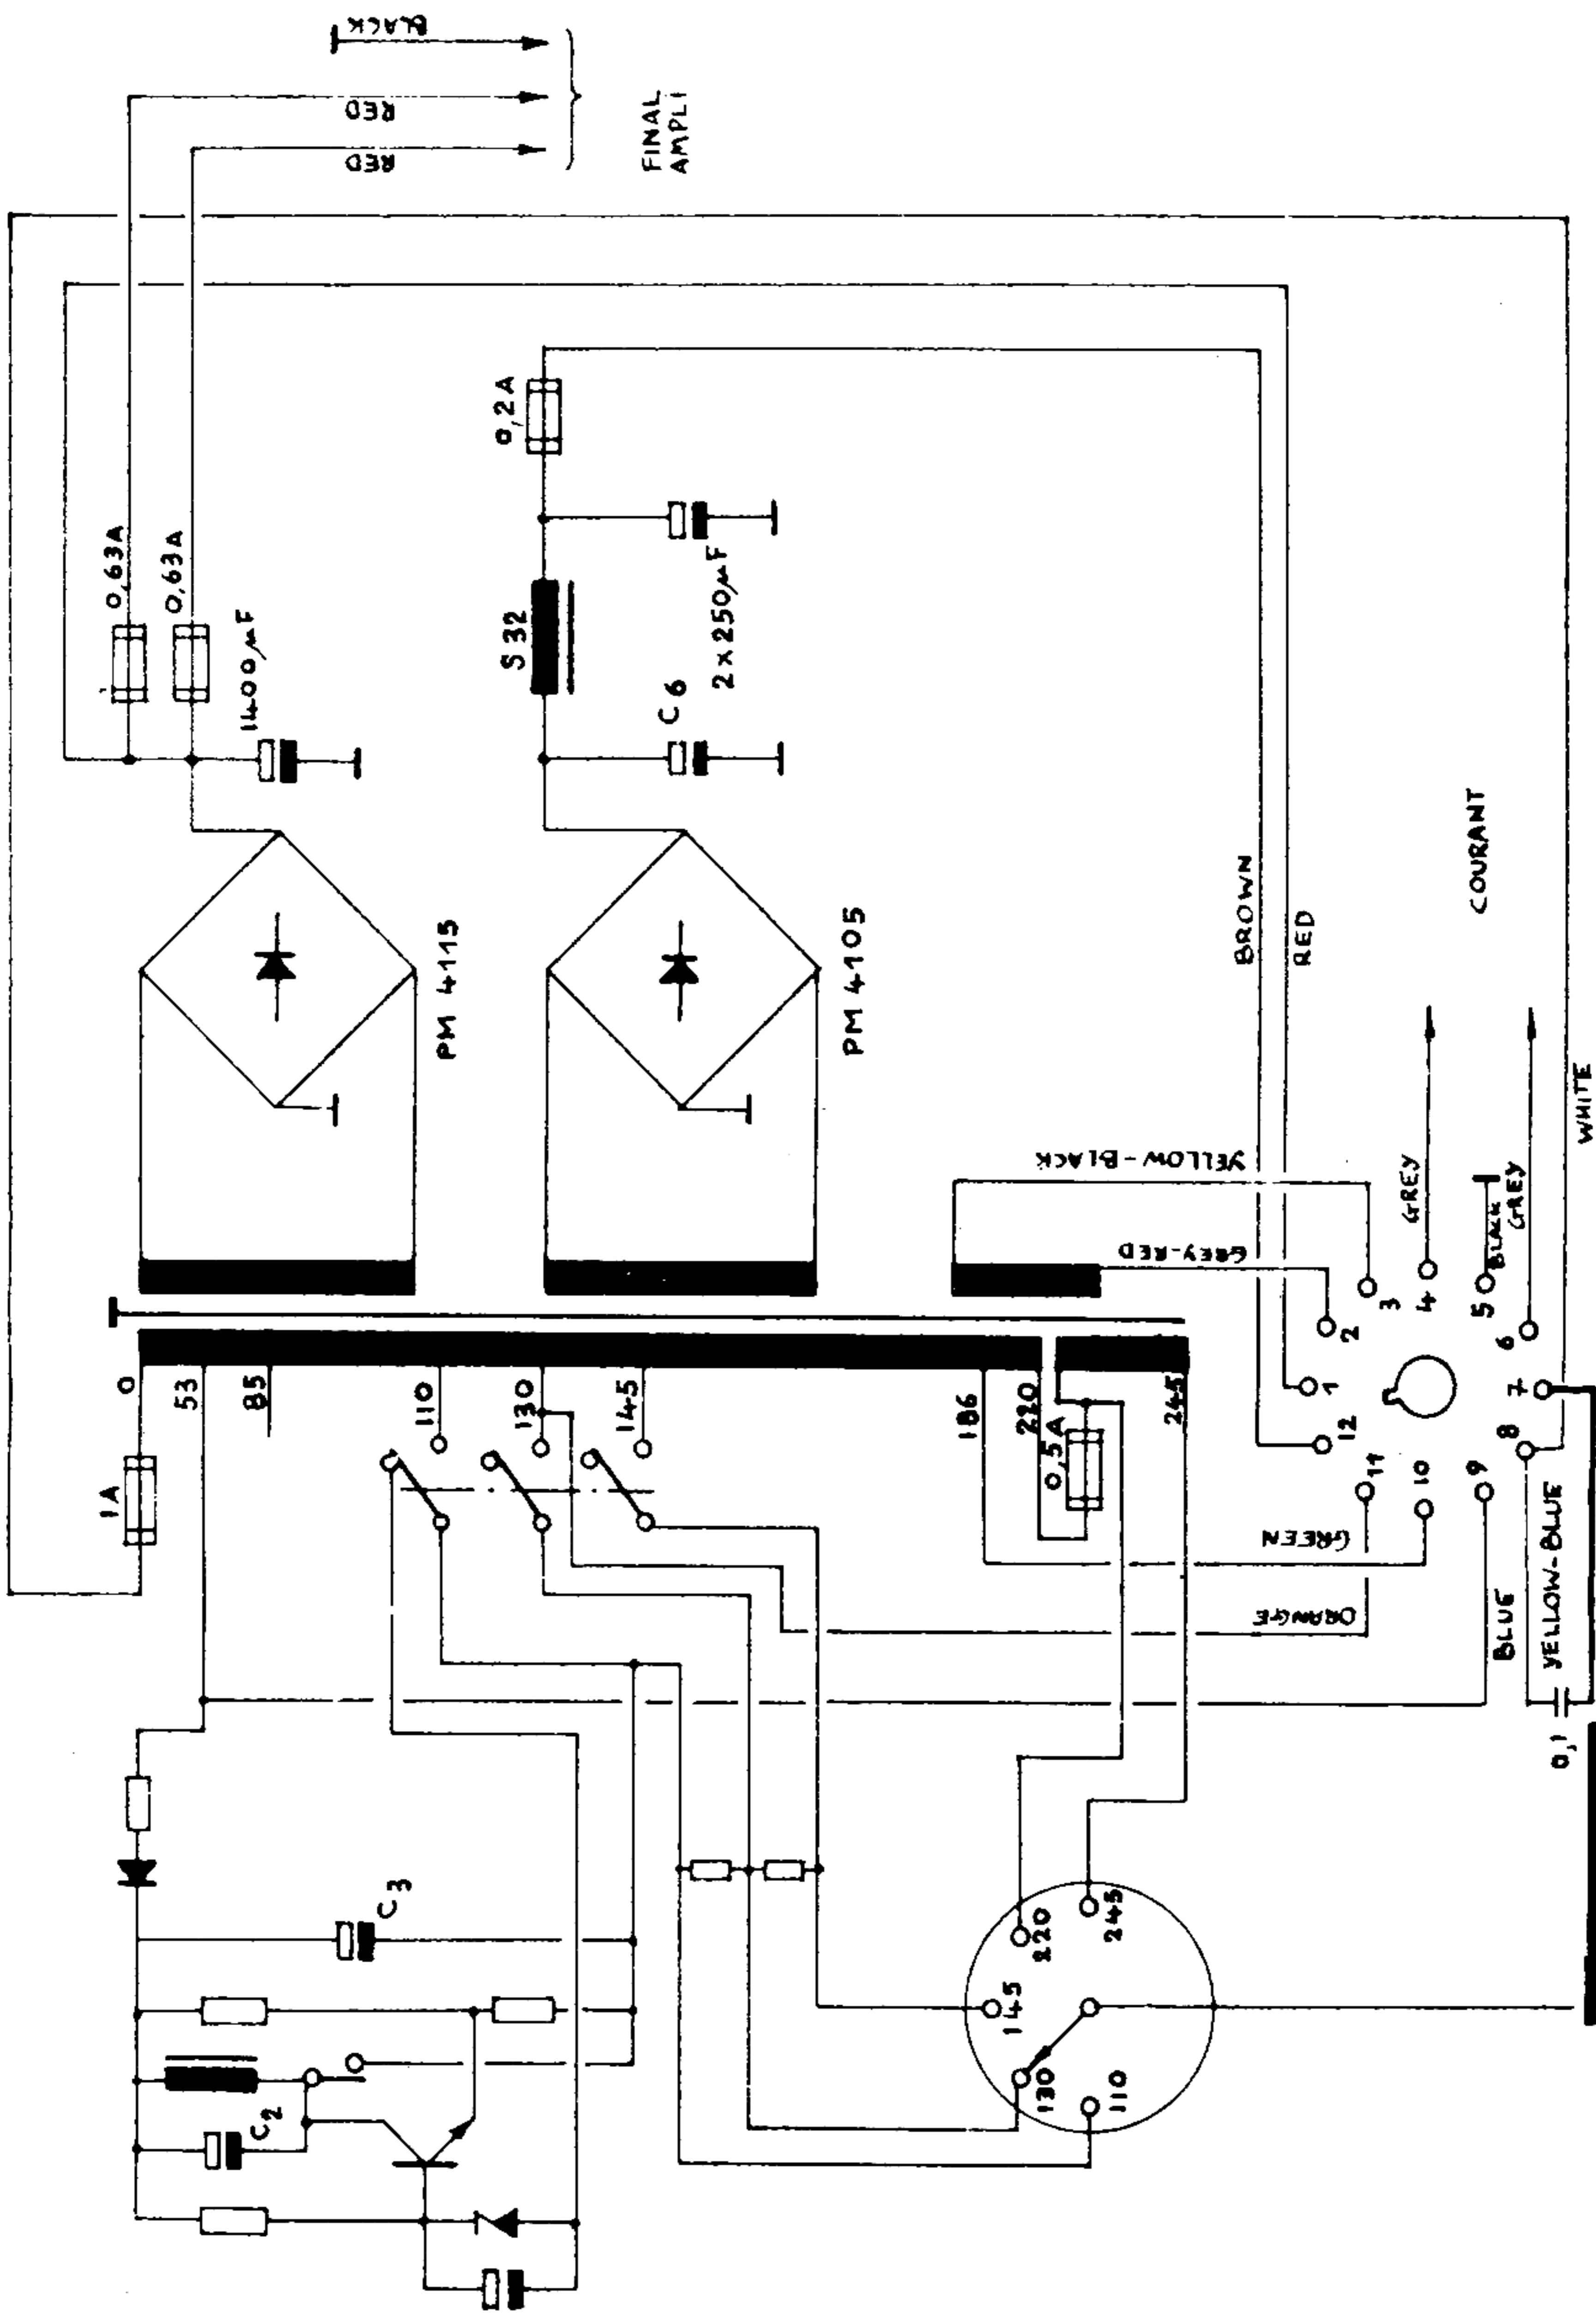 BLACK
RED
RED
FINAL
AMPLI
0,63A
0,63A
1400µF
0,2A
S 32
2x250µF
C6
PM 4115
PM 4105
BROWN
RED
COURANT
YELLOW-BLACK
GREY-RED
GREY
BLACK
GREY
WHITE
0
53
85
110
130
145
186
220
245
1A
0,5A
1
2
3
4
5
6
7
8
9
10
11
12
GREEN
ORANGE
BLUE
YELLOW-BLUE
0,1
C3
C2
220
245
145
130
110